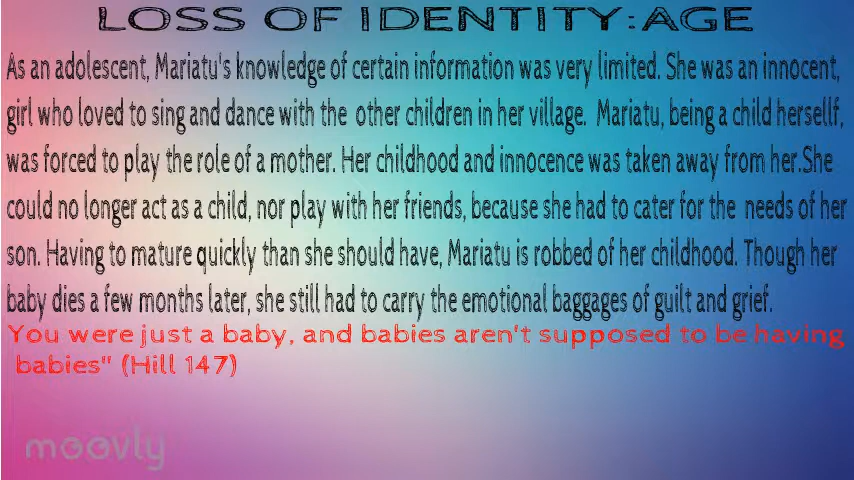 LOSS OF IDENTITY: AGE
As an adolescent, Mariatu's knowledge of certain information was very limited. She was an innocent,
girl who loved to sing and dance with the other children in her village. Mariatu, being a child hersellf,
was forced to play the role of a mother. Her childhood and innocence was taken away from her.She
could no longer act as a child, nor play with her friends, because she had to cater for the needs of her
son. Having to mature quickly than she should have, Mariatu is robbed of her childhood. Though her
baby dies a few months later, she still had to carry the emotional baggages of guilt and grief.
You were just a baby, and babies aren't supposed to be having
babies" (Hill 147)
moovly